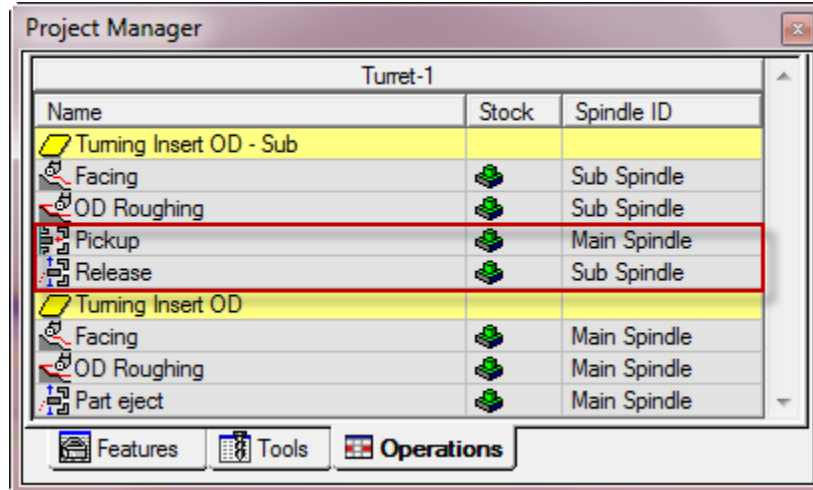 Project Manager
Turret-1
Name Stock Spindle ID
Turning Insert OD - Sub
Facing Sub Spindle
OD Roughing Sub Spindle
Pickup Main Spindle
Release Sub Spindle
Turning Insert OD
Facing Main Spindle
OD Roughing Main Spindle
Part eject Main Spindle
Features Tools Operations